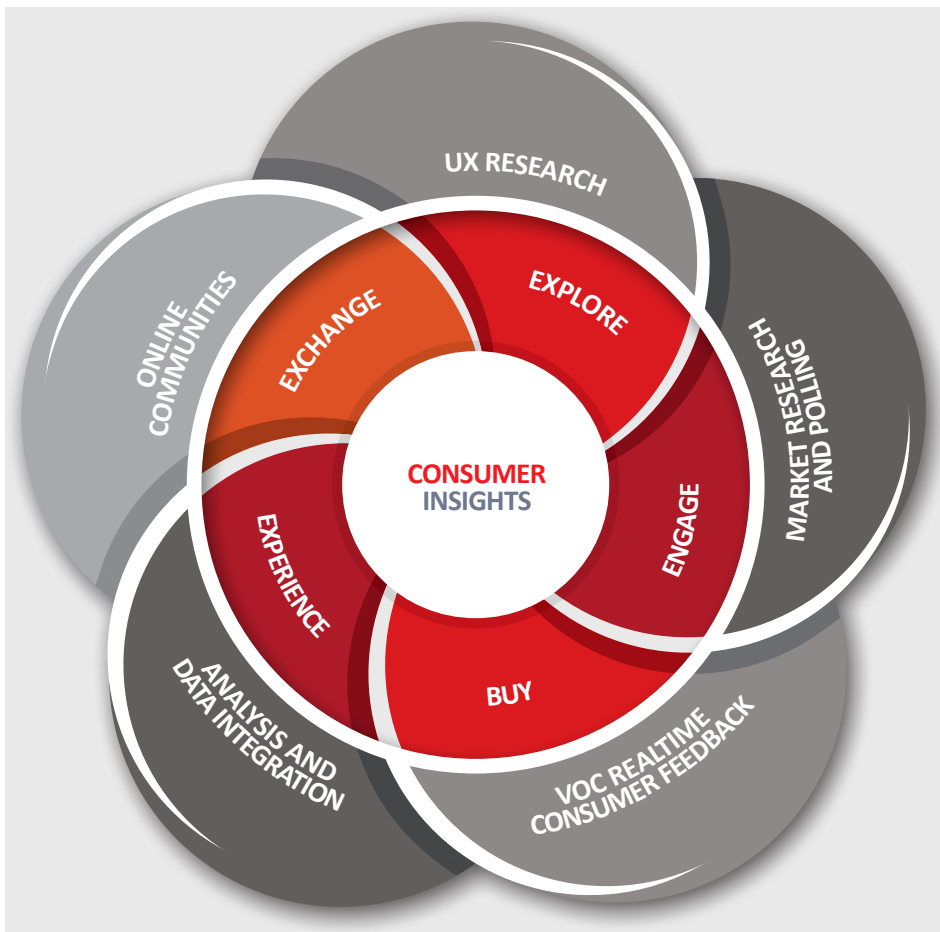 UX RESEARCH
EXPLORE
MARKET RESEARCH
AND POLLING
ENGAGE
VOC REALTIME
CONSUMER FEEDBACK
BUY
ANALYSIS AND
DATA INTEGRATION
EXPERIENCE
ONLINE
COMMUNITIES
EXCHANGE
CONSUMER
INSIGHTS